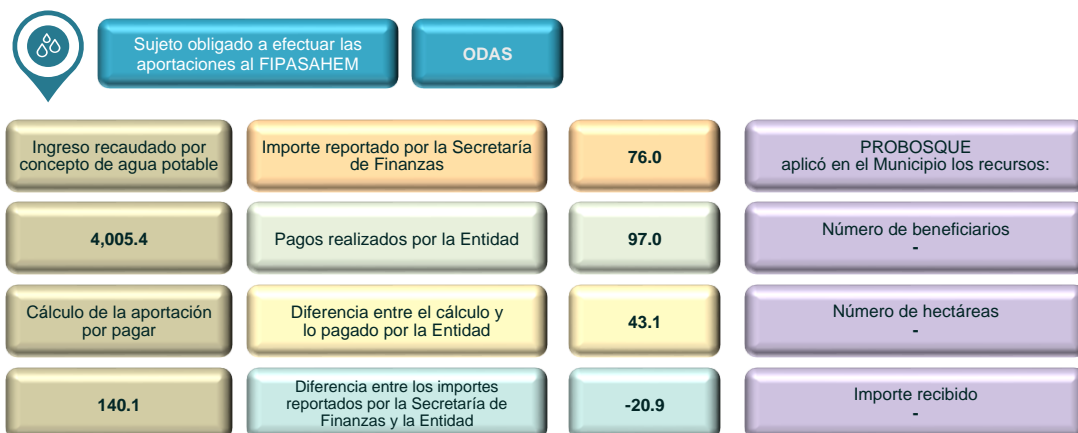 Sujeto obligado a efectuar las
aportaciones al FIPASAHEM
ODAS
Ingreso recaudado por
concepto de agua potable
Importe reportado por la Secretaría
de Finanzas
76.0
PROBOSQUE
aplicó en el Municipio los recursos:
4,005.4
Pagos realizados por la Entidad
97.0
Número de beneficiarios
-
Cálculo de la aportación
por pagar
Diferencia entre el cálculo y
lo pagado por la Entidad
43.1
Número de hectáreas
-
140.1
Diferencia entre los importes
reportados por la Secretaría de
Finanzas y la Entidad
-20.9
Importe recibido
-